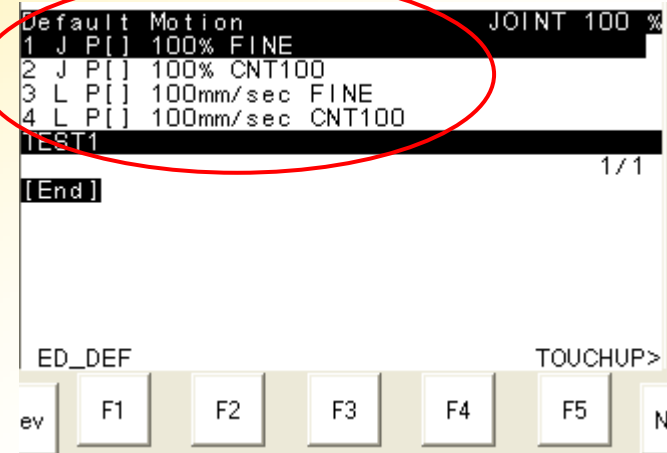 Default Motion JOINT 100 %
1 J P[] 100% FINE
2 J P[] 100% CNT100
3 L P[] 100mm/sec FINE
4 L P[] 100mm/sec CNT100
TEST1
1/1
[End]
ED_DEF TOUCHUP>
ev F1 F2 F3 F4 F5 N